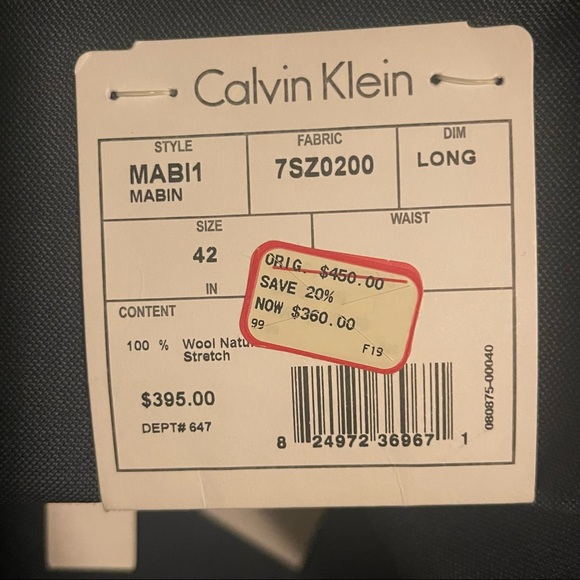 Calvin Klein
STYLE
MABI1
MABIN
FABRIC
7SZ0200
DIM
LONG
SIZE
42
IN
WAIST
ORIG. $450.00
SAVE 20%
NOW $360.00
99
F19
CONTENT
100 % Wool
Stretch
$395.00
DEPT# 647
8 24972 36967 1
080875-00040